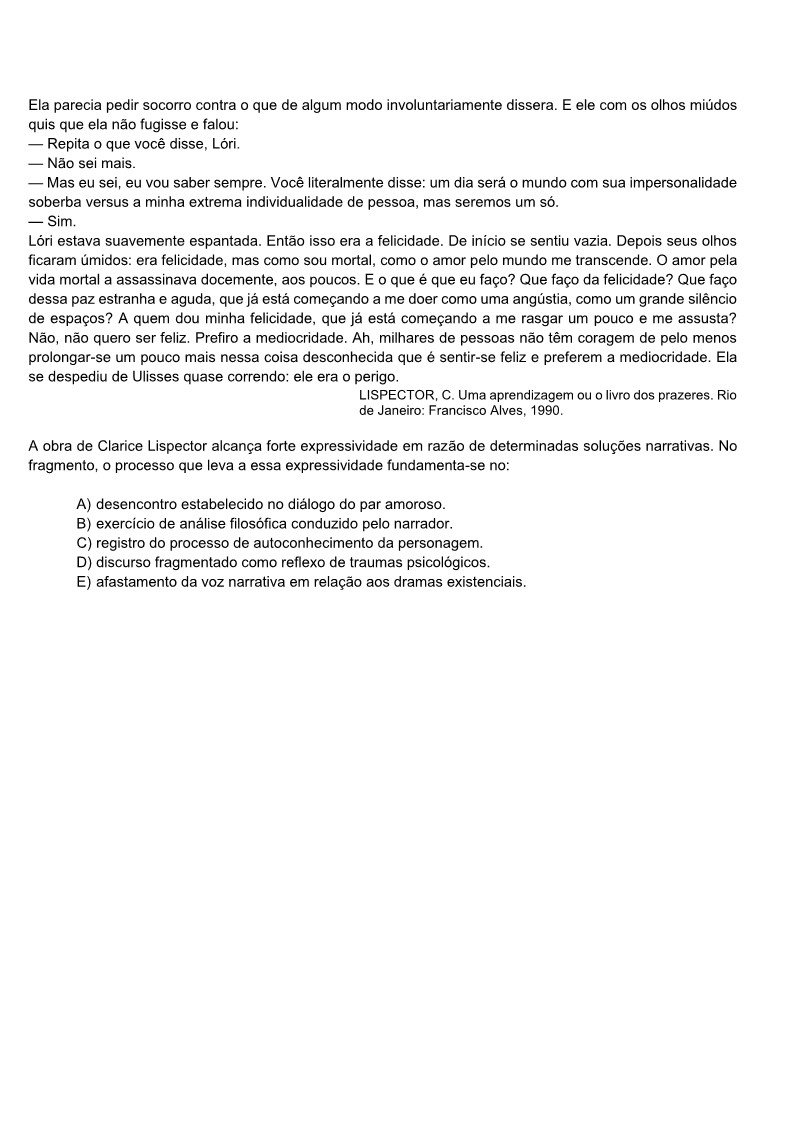 Ela parecia pedir socorro contra o que de algum modo involuntariamente dissera. E ele com os olhos miúdos
quis que ela não fugisse e falou:
— Repita o que você disse, Lóri.
— Não sei mais.
— Mas eu sei, eu vou saber sempre. Você literalmente disse: um dia será o mundo com sua impersonalidade
soberba versus a minha extrema individualidade de pessoa, mas seremos um só.
— Sim.
Lóri estava suavemente espantada. Então isso era a felicidade. De início se sentiu vazia. Depois seus olhos
ficaram úmidos: era felicidade, mas como sou mortal, como o amor pelo mundo me transcende. O amor pela
vida mortal a assassinava docemente, aos poucos. E o que é que eu faço? Que faço da felicidade? Que faço
dessa paz estranha e aguda, que já está começando a me doer como uma angústia, como um grande silêncio
de espaços? A quem dou minha felicidade, que já está começando a me rasgar um pouco e me assusta?
Não, não quero ser feliz. Prefiro a mediocridade. Ah, milhares de pessoas não têm coragem de pelo menos
prolongar-se um pouco mais nessa coisa desconhecida que é sentir-se feliz e preferem a mediocridade. Ela
se despediu de Ulisses quase correndo: ele era o perigo.
LISPECTOR, C. Uma aprendizagem ou o livro dos prazeres. Rio
de Janeiro: Francisco Alves, 1990.
A obra de Clarice Lispector alcança forte expressividade em razão de determinadas soluções narrativas. No
fragmento, o processo que leva a essa expressividade fundamenta-se no:
A) desencontro estabelecido no diálogo do par amoroso.
B) exercício de análise filosófica conduzido pelo narrador.
C) registro do processo de autoconhecimento da personagem.
D) discurso fragmentado como reflexo de traumas psicológicos.
E) afastamento da voz narrativa em relação aos dramas existenciais.